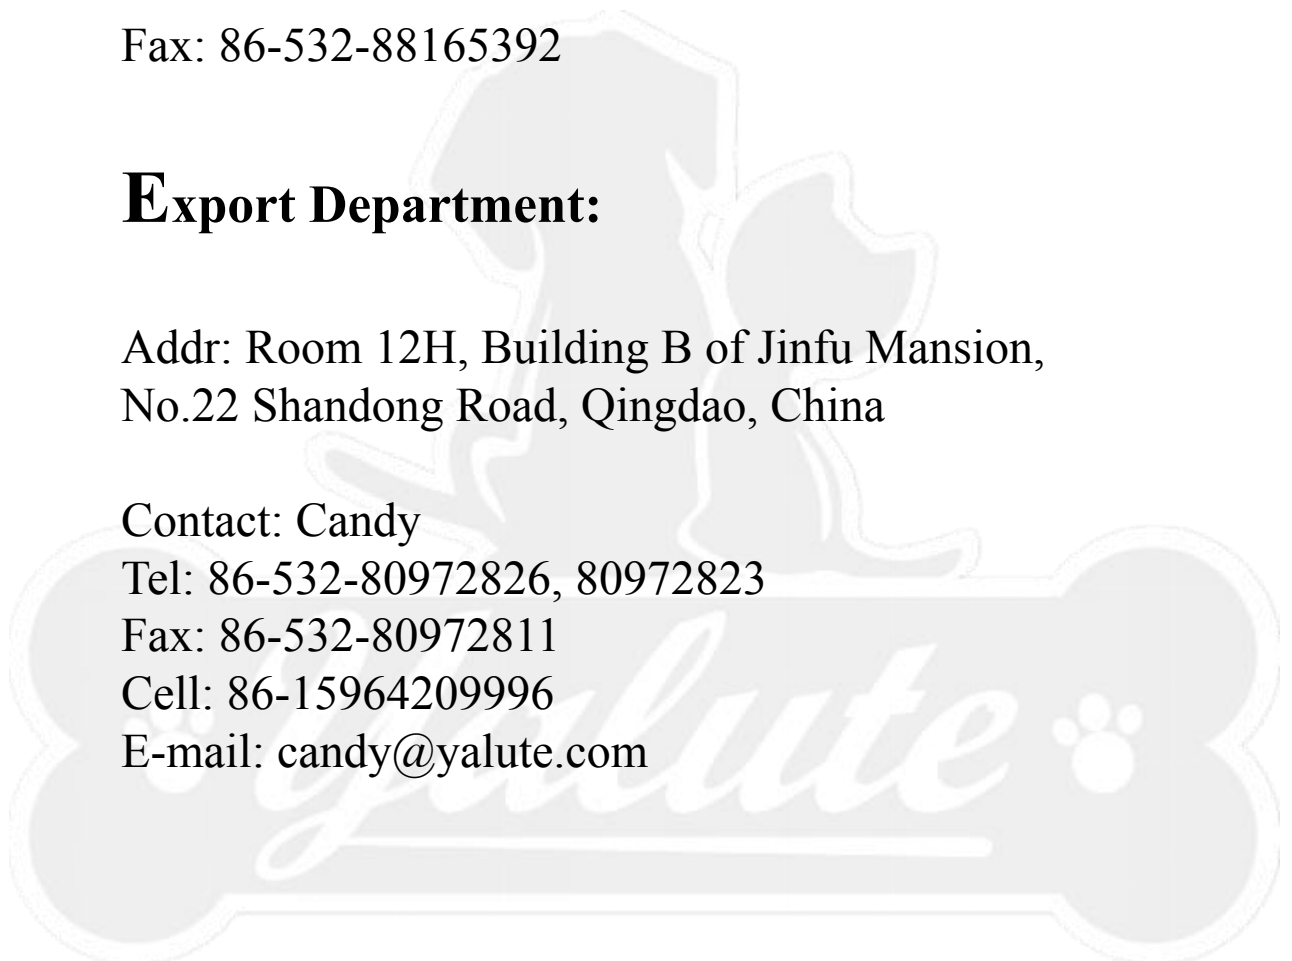 Fax: 86-532-88165392
Export Department:
Addr: Room 12H, Building B of Jinfu Mansion,
No.22 Shandong Road, Qingdao, China
Contact: Candy
Tel: 86-532-80972826, 80972823
Fax: 86-532-80972811
Cell: 86-15964209996
E-mail: candy@yalute.com
Yalute